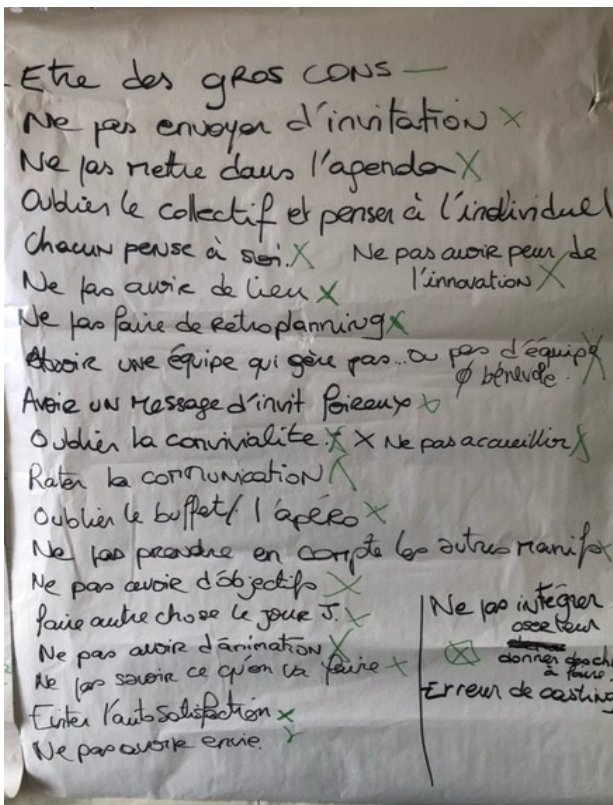 Etre des gros cons
Ne pas envoyer d'invitation
Ne pas mettre dans l'agenda
Oublier le collectif et penser à l'individuel
Chacun pense à soi.
Ne pas avoir peur de
l'innovation
Ne pas avoir de lieu
Ne pas faire de Retroplanning
Avoir une équipe qui gère pas... ou pas d'équipe
φ bénévole.
Avoir un message d'invit foireux
Oublier la convivialité. x Ne pas accueillir
Rater la communication
Oublier le buffet / l'apéro
Ne pas prendre en compte les autres manifs
Ne pas avoir d'objectifs
faire autre chose le jour J.
Ne pas avoir d'animation
Ne pas savoir ce qu'on va faire
Eviter l'autosatisfaction
Ne pas avoir envie.
Ne pas intégrer
donner des ch
à faire.
Erreur de casting